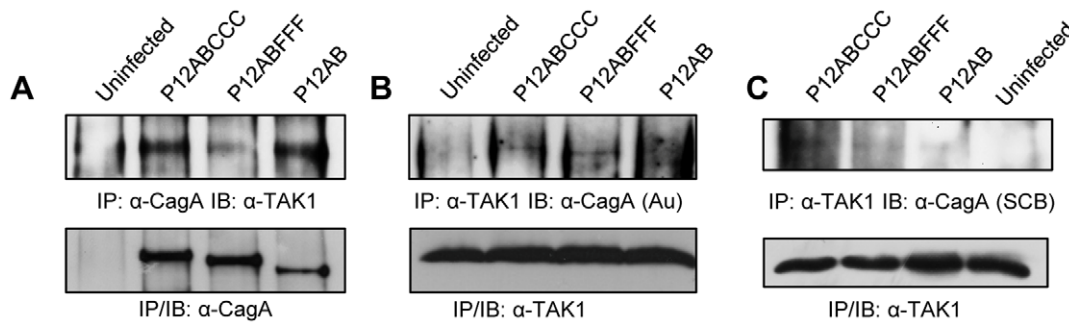 A
Uninfected
P12ABCCC
P12ABFFF
P12AB
IP: α-CagA IB: α-TAK1
IP/IB: α-CagA
B
Uninfected
P12ABCCC
P12ABFFF
P12AB
IP: α-TAK1 IB: α-CagA (Au)
IP/IB: α-TAK1
C
P12ABCCC
P12ABFFF
P12AB
Uninfected
IP: α-TAK1 IB: α-CagA (SCB)
IP/IB: α-TAK1